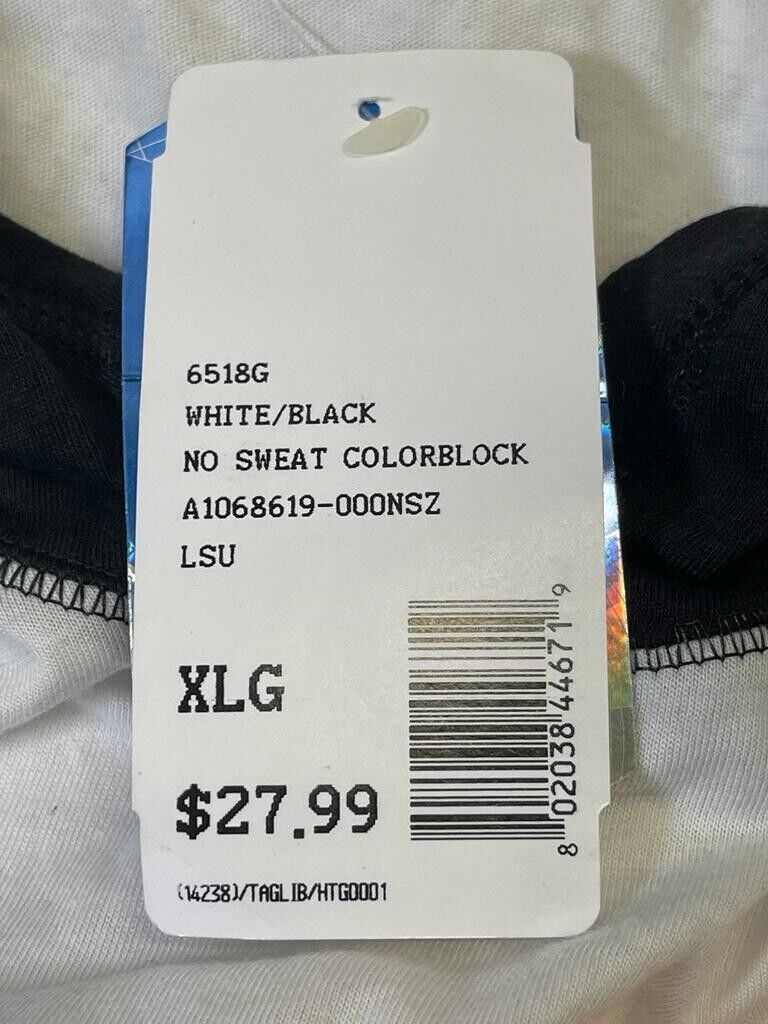 6518G
WHITE/BLACK
NO SWEAT COLORBLOCK
A1068619-000NSZ
LSU
XLG
$27.99
8 02038 44671 9
(14238)/TAGLIB/HTG0001